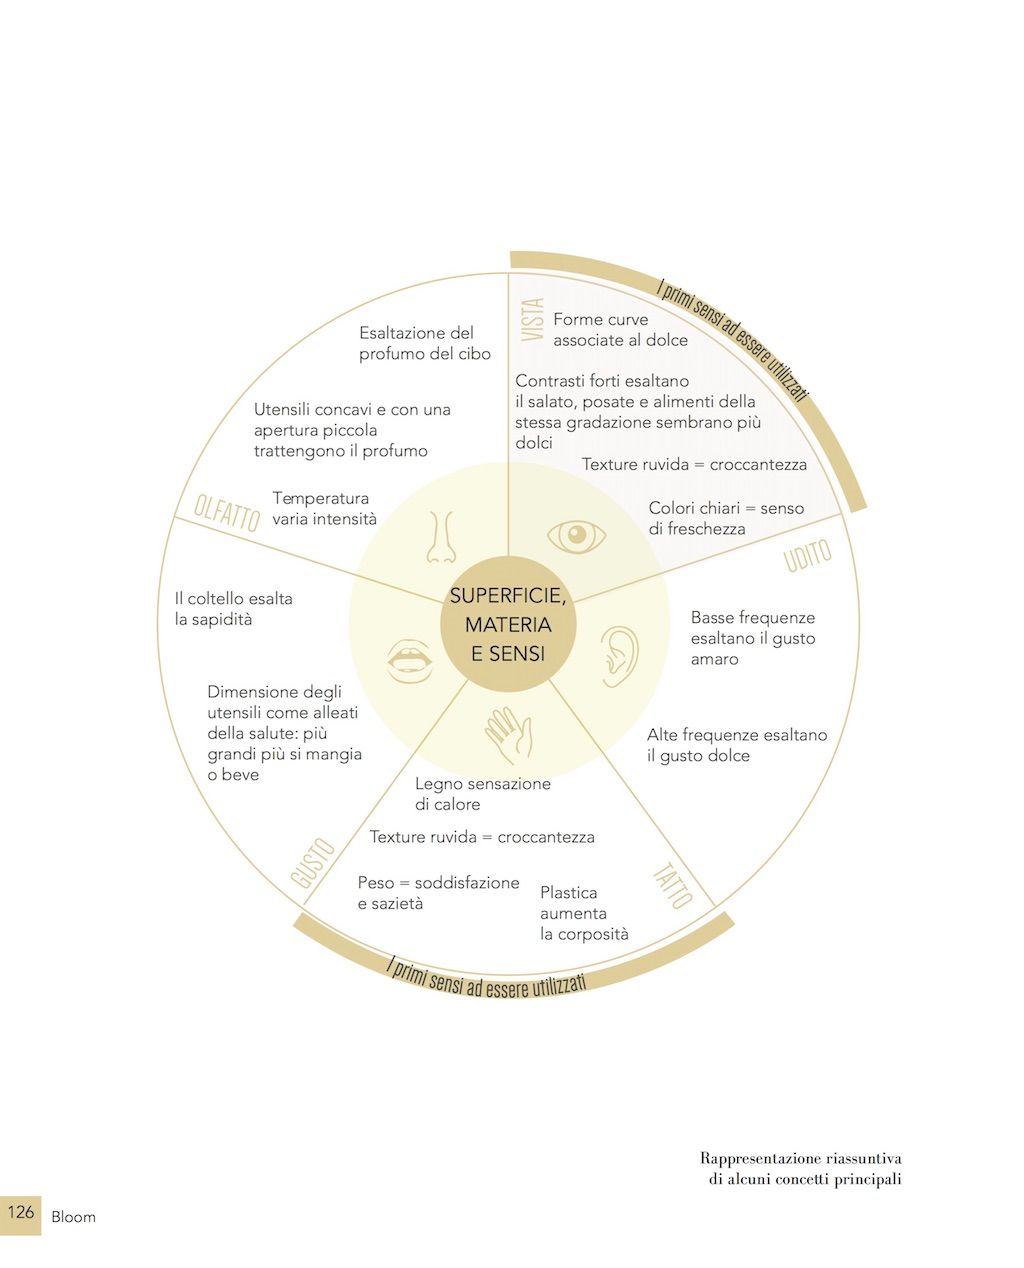 I primi sensi ad essere utilizzati
VISTA
Forme curve
associate al dolce
Contrasti forti esaltano
il salato, posate e alimenti della
stessa gradazione sembrano più
dolci
Texture ruvida = croccantezza
Colori chiari = senso
di freschezza
UDITO
Basse frequenze
esaltano il gusto
amaro
Alte frequenze esaltano
il gusto dolce
TATTO
Legno sensazione
di calore
Texture ruvida = croccantezza
Peso = soddisfazione
e sazietà
Plastica
aumenta
la corposità
I primi sensi ad essere utilizzati
GUSTO
Il coltello esalta
la sapidità
Dimensione degli
utensili come alleati
della salute: più
grandi più si mangia
o beve
OLFATTO
Esaltazione del
profumo del cibo
Utensili concavi e con una
apertura piccola
trattengono il profumo
Temperatura
varia intensità
SUPERFICIE,
MATERIA
E SENSI
Rappresentazione riassuntiva
di alcuni concetti principali
126 Bloom